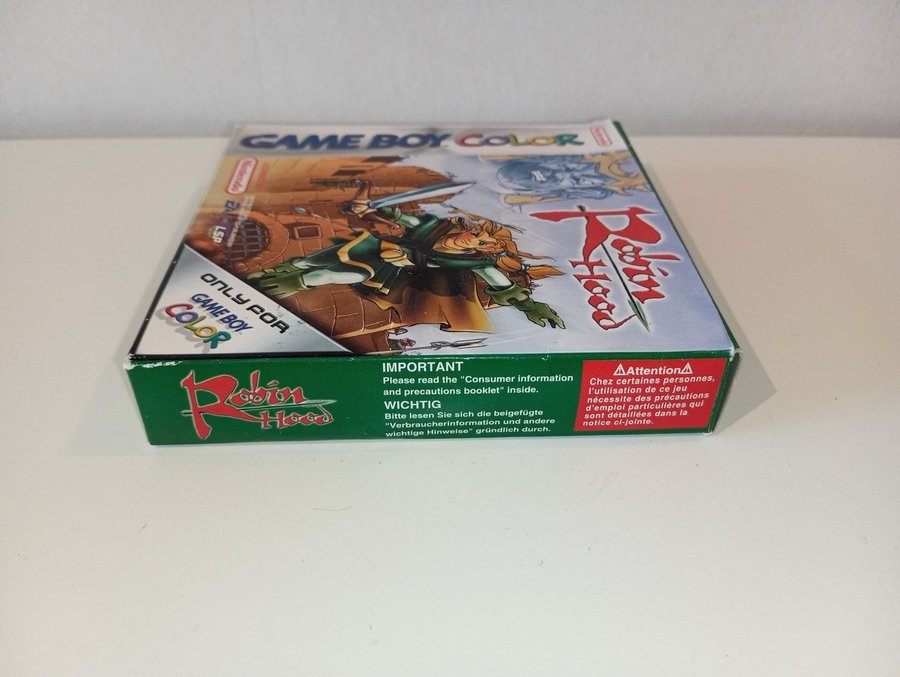 GAME BOY COLOR
Nintendo
Nintendo
LSP
Robin
Hood
ONLY FOR
GAME BOY
COLOR
Robin
Hood
IMPORTANT
Please read the "Consumer information
and precautions booklet" inside.
WICHTIG
Bitte lesen Sie sich die beigefügte
"Verbraucherinformation und andere
wichtige Hinweise" gründlich durch.
⚠Attention⚠
Chez certaines personnes,
l'utilisation de ce jeu
nécessite des précautions
d'emploi particulières qui
sont détaillées dans la
notice ci-jointe.